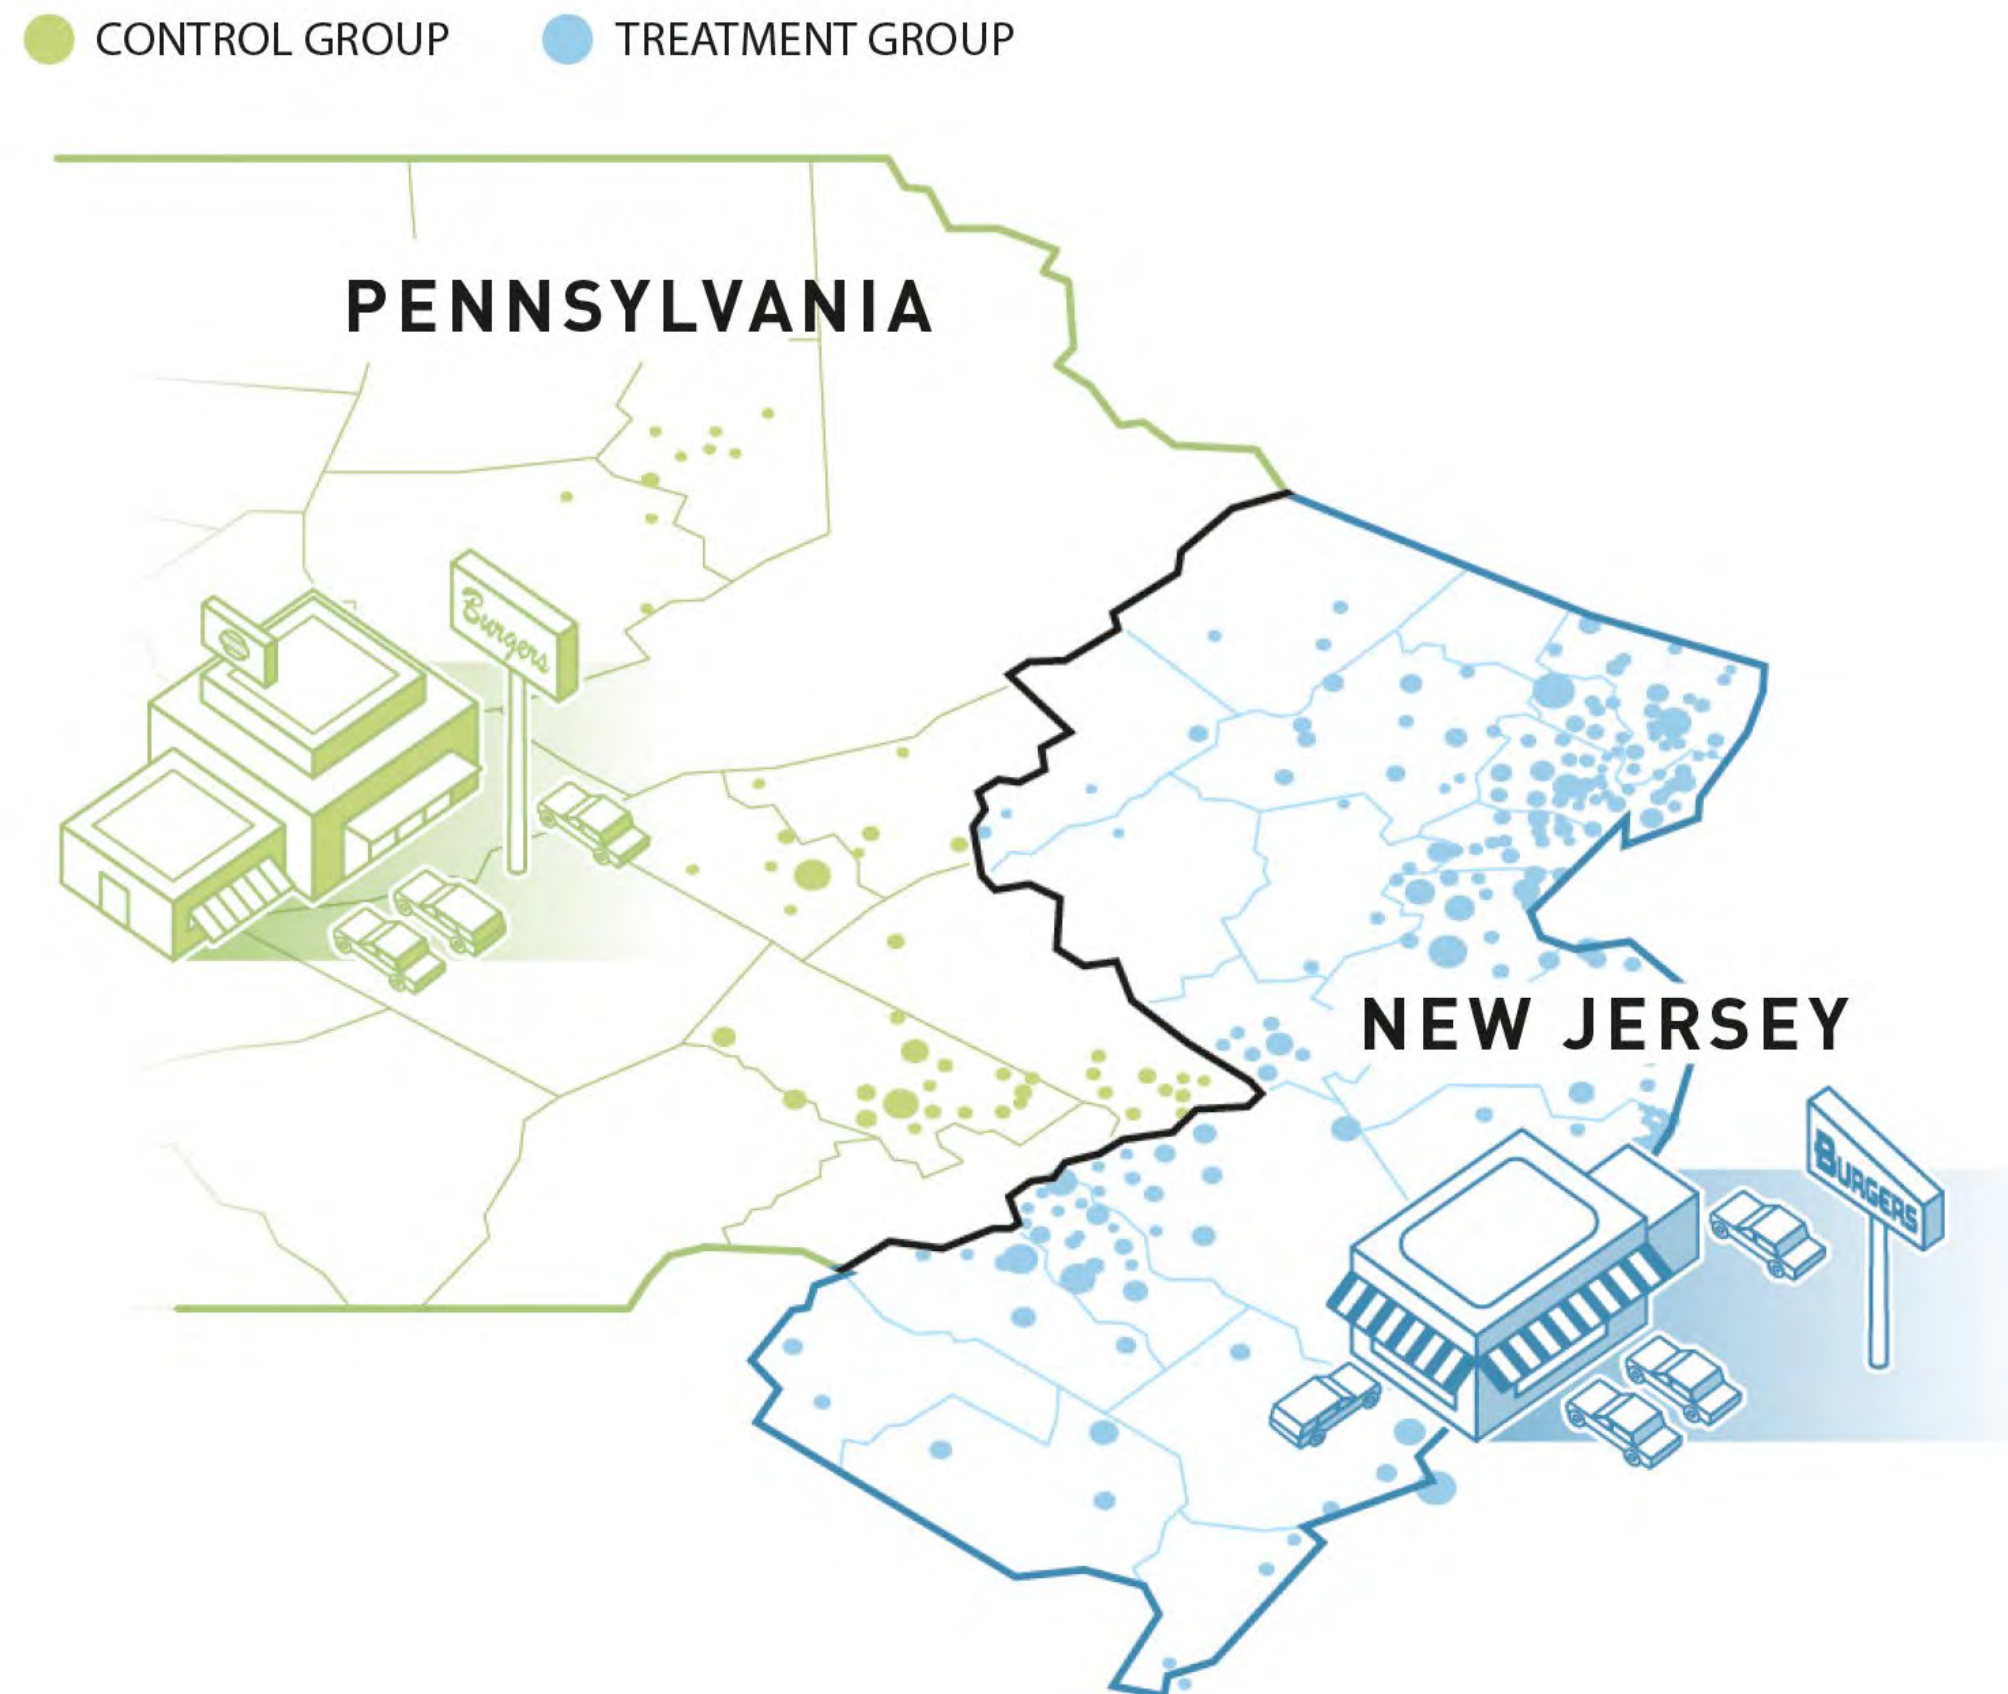 CONTROL GROUP
TREATMENT GROUP
PENNSYLVANIA
Burgers
NEW JERSEY
BURGERS